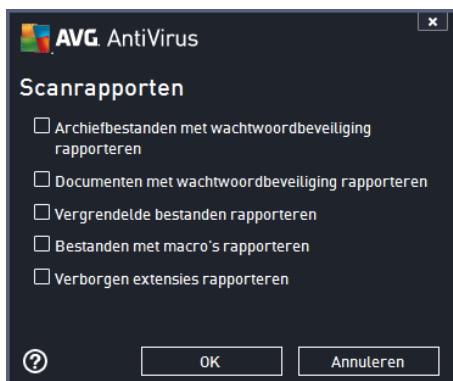 AVG AntiVirus
Scanrapporten
Archiefbestanden met wachtwoordbeveiliging
rapporteren
Documenten met wachtwoordbeveiliging rapporteren
Vergrendelde bestanden rapporteren
Bestanden met macro's rapporteren
Verborgen extensies rapporteren
? OK Annuleren